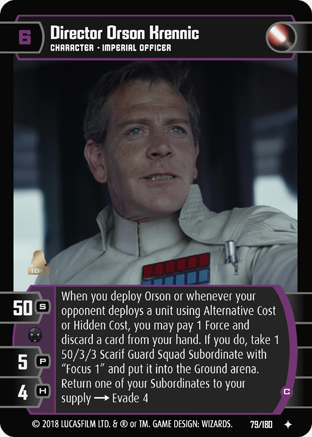 6
Director Orson Krennic
CHARACTER - IMPERIAL OFFICER
50 S
5 P
4 H
When you deploy Orson or whenever your
opponent deploys a unit using Alternative Cost
or Hidden Cost, you may pay 1 Force and
discard a card from your hand. If you do, take 1
50/3/3 Scarif Guard Squad Subordinate with
“Focus 1” and put it into the Ground arena.
Return one of your Subordinates to your
supply → Evade 4
C
© 2018 LUCASFILM LTD. & ® or TM. GAME DESIGN: WIZARDS.
79/180